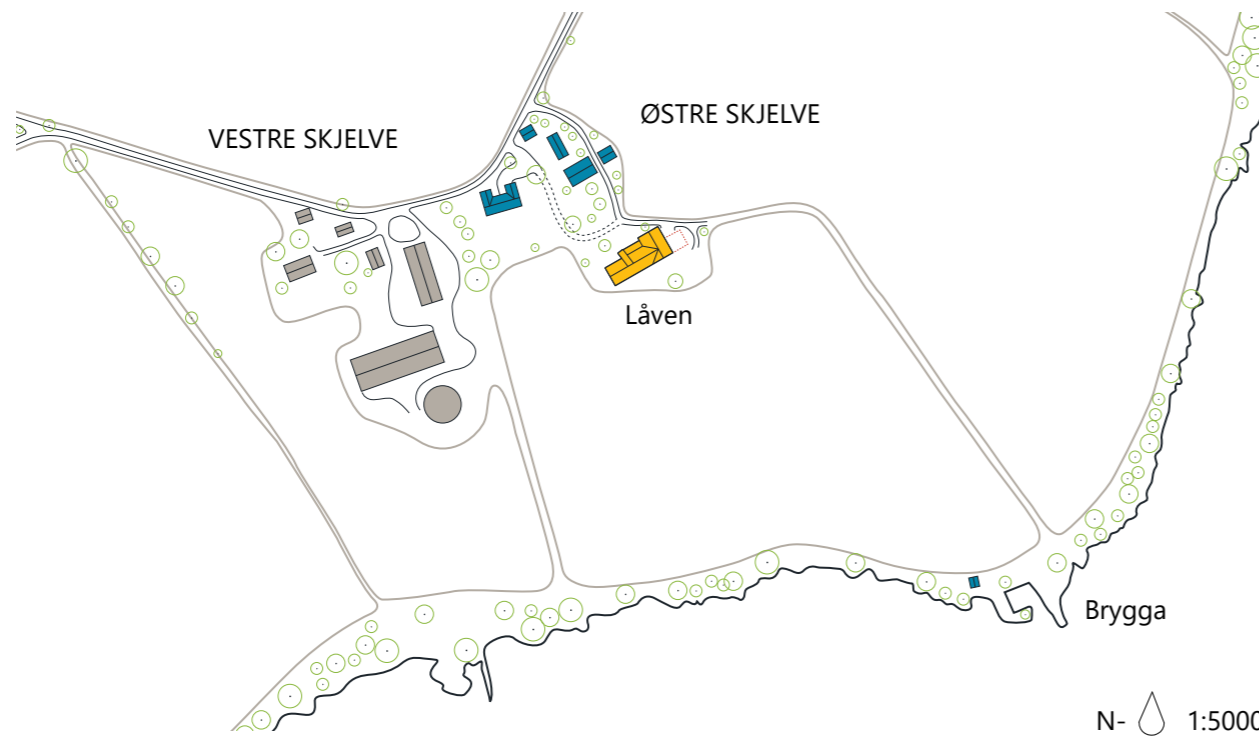 VESTRE SKJELVE
ØSTRE SKJELVE
Låven
Brygga
N- 1:5000